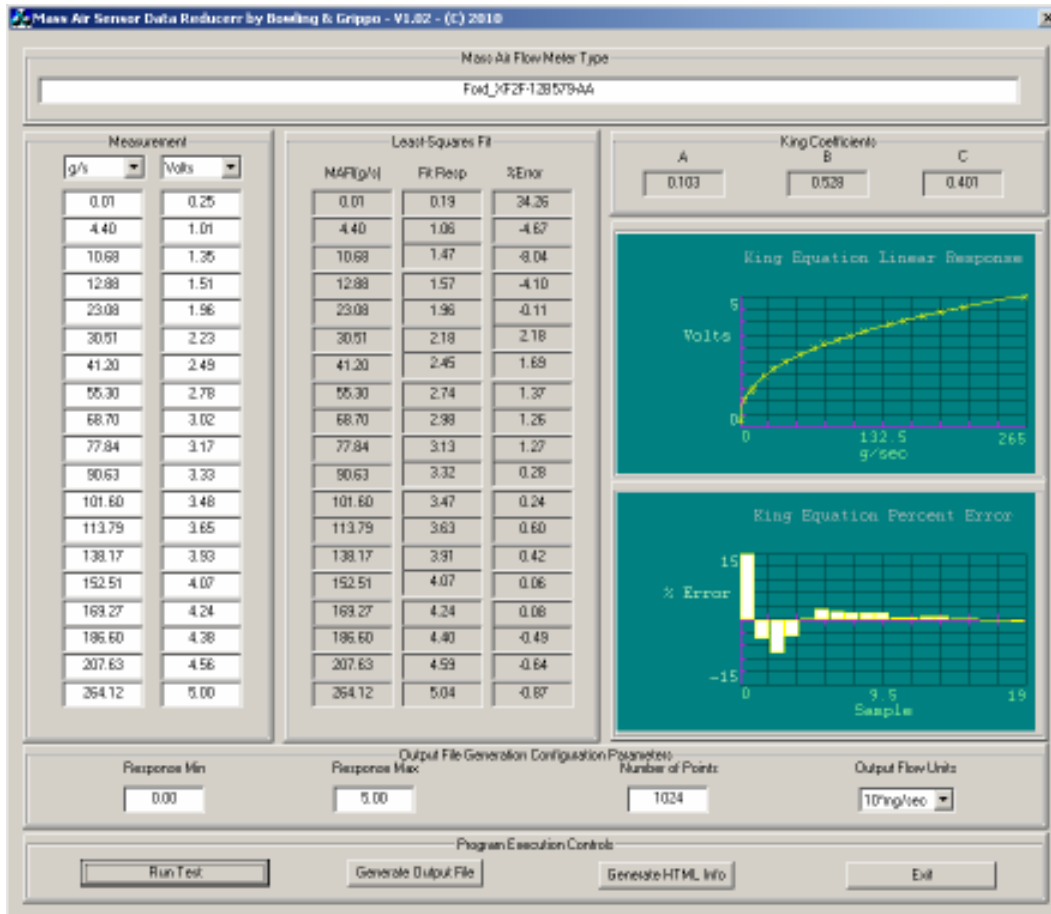 Mass Air Sensor Data Reducerr by Bowling & Grippo - V1.02 - (C) 2010
Mass Air Flow Meter Type
Ford_XF2F-12B579-AA
Measurement
g/s Volts
0.01 0.25
4.40 1.01
10.68 1.35
12.88 1.51
23.08 1.96
30.51 2.23
41.20 2.49
55.30 2.78
68.70 3.02
77.84 3.17
90.63 3.33
101.60 3.48
113.79 3.65
138.17 3.93
152.51 4.07
169.27 4.24
186.60 4.38
207.63 4.56
264.12 5.00
Least-Squares Fit
MAF(g/s) Fit Resp %Error
0.01 0.19 34.26
4.40 1.06 -4.67
10.68 1.47 -8.04
12.88 1.57 -4.10
23.08 1.96 -0.11
30.51 2.18 2.18
41.20 2.45 1.69
55.30 2.74 1.37
68.70 2.98 1.26
77.84 3.13 1.27
90.63 3.32 0.28
101.60 3.47 0.24
113.79 3.63 0.60
138.17 3.91 0.42
152.51 4.07 0.06
169.27 4.24 0.08
186.60 4.40 -0.49
207.63 4.59 -0.64
264.12 5.04 -0.87
King Coefficients
A B C
0.103 0.528 0.401
King Equation Linear Response
5
Volts
0
0 132.5 265
g/sec
King Equation Percent Error
15
% Error
-15
0 9.5 19
Sample
Output File Generation Configuration Parameters
Response Min Response Max Number of Points Output Flow Units
0.00 5.00 1024 10*mg/sec
Program Execution Controls
Run Test Generate Output File Generate HTML Info Exit